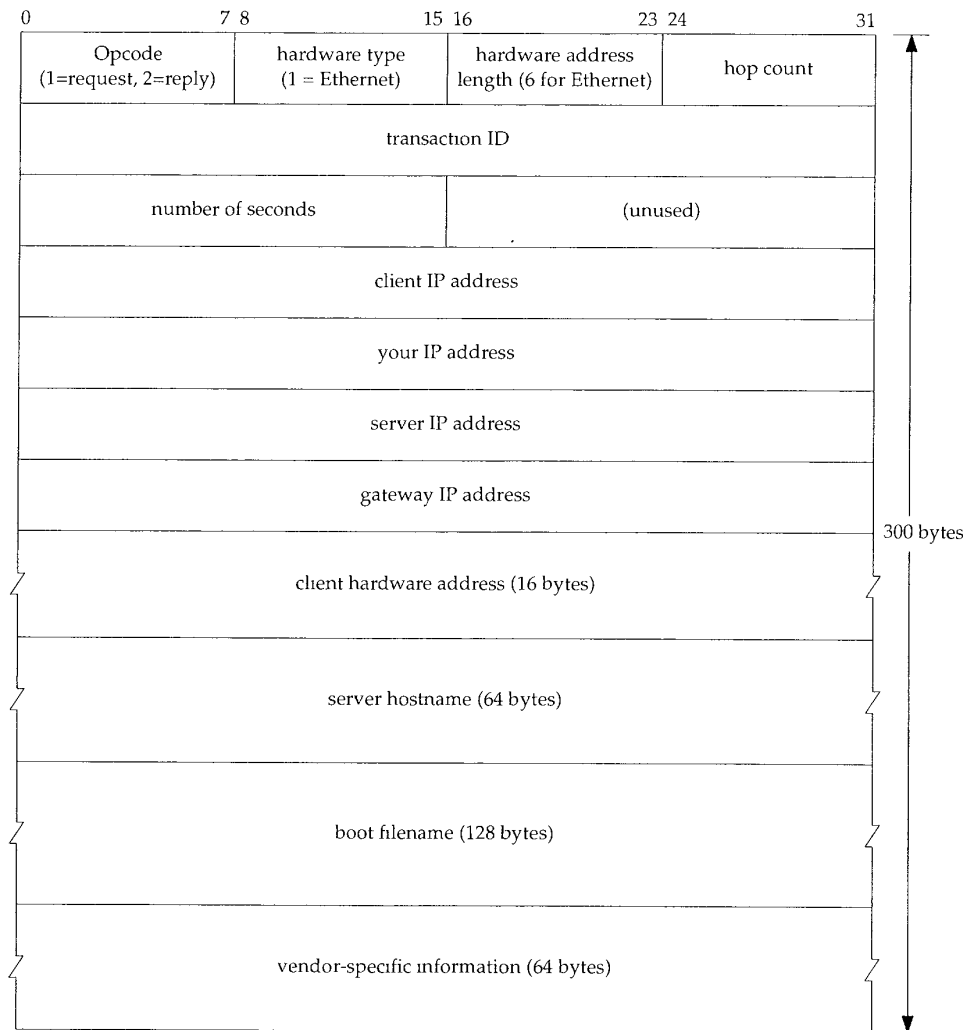 0 7 8 15 16 23 24 31
Opcode
(1=request, 2=reply)
hardware type
(1 = Ethernet)
hardware address
length (6 for Ethernet)
hop count
transaction ID
number of seconds
(unused)
client IP address
your IP address
server IP address
gateway IP address
300 bytes
client hardware address (16 bytes)
server hostname (64 bytes)
boot filename (128 bytes)
vendor-specific information (64 bytes)